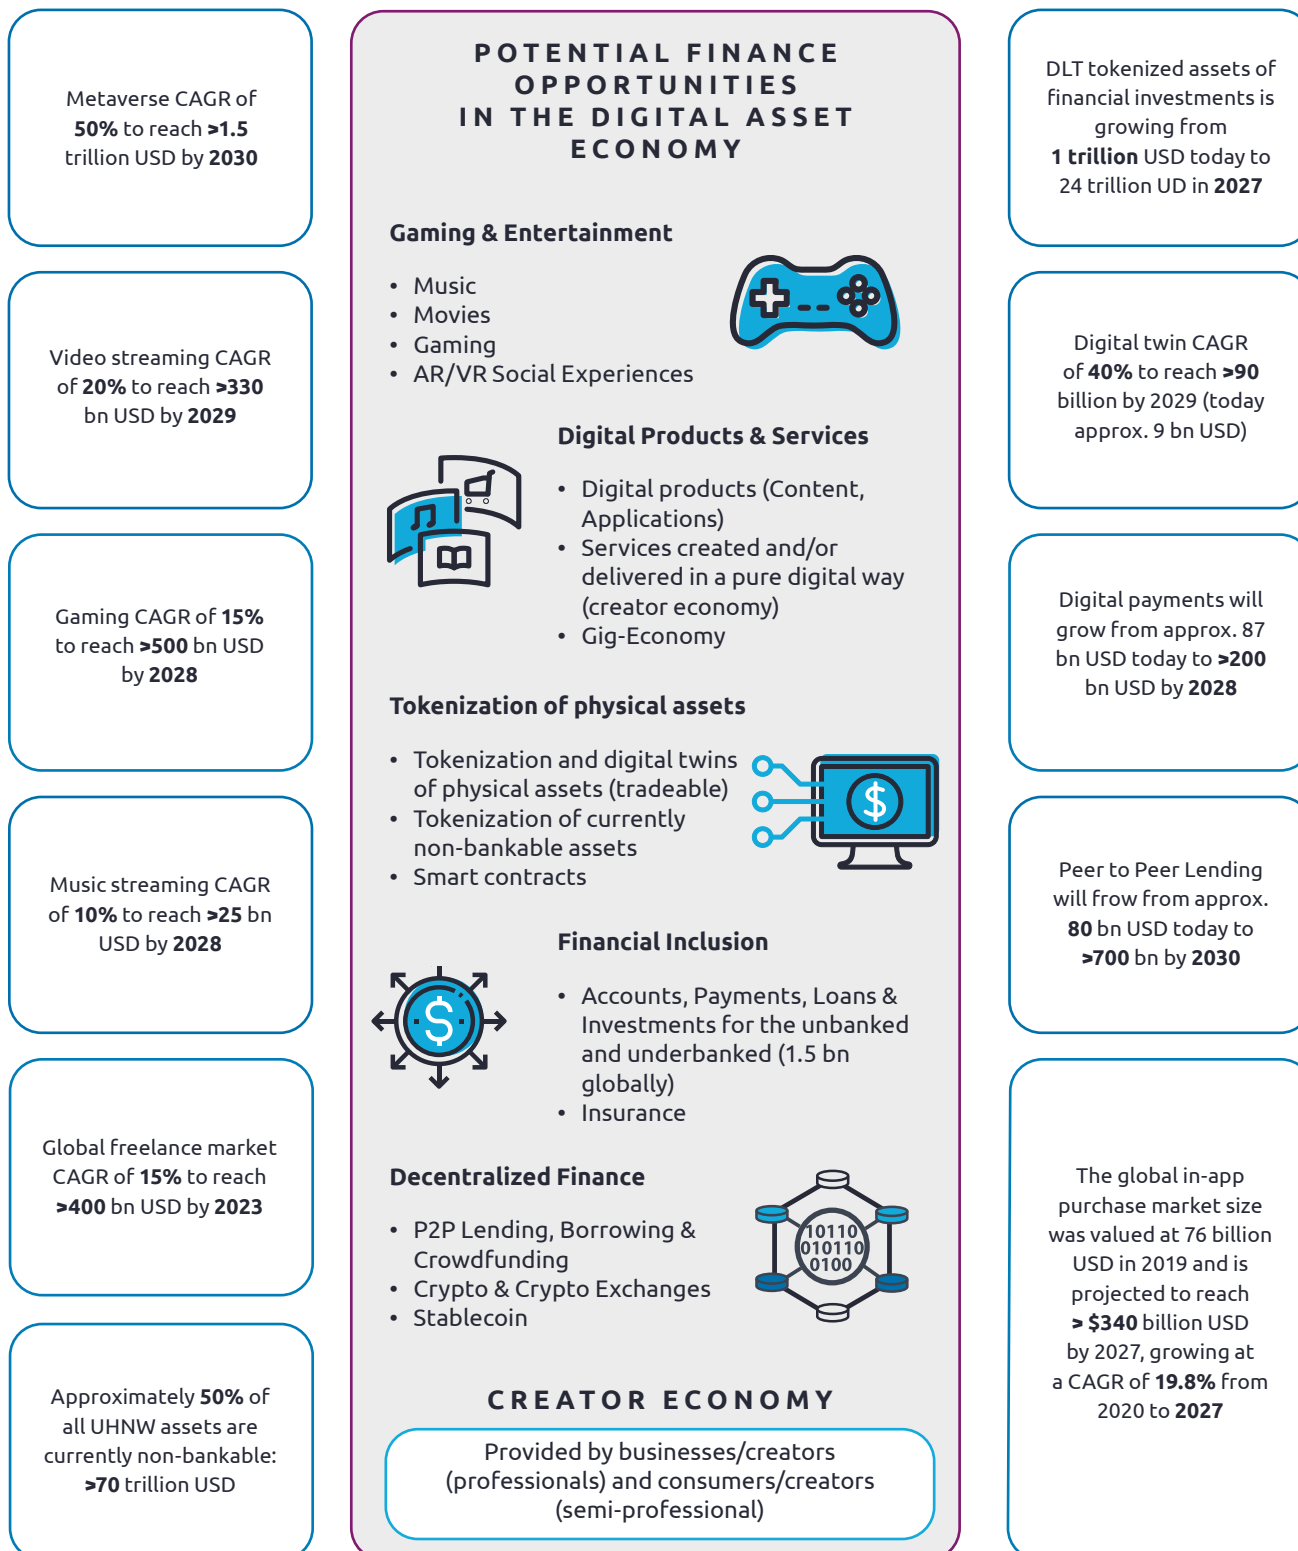 Metaverse CAGR of
50% to reach >1.5
trillion USD by 2030
Video streaming CAGR
of 20% to reach >330
bn USD by 2029
Gaming CAGR of 15%
to reach >500 bn USD
by 2028
Music streaming CAGR
of 10% to reach >25 bn
USD by 2028
Global freelance market
CAGR of 15% to reach
>400 bn USD by 2023
Approximately 50% of
all UHNW assets are
currently non-bankable:
>70 trillion USD
POTENTIAL FINANCE
OPPORTUNITIES
IN THE DIGITAL ASSET
ECONOMY
Gaming & Entertainment
• Music
• Movies
• Gaming
• AR/VR Social Experiences
Digital Products & Services
• Digital products (Content,
Applications)
• Services created and/or
delivered in a pure digital way
(creator economy)
• Gig-Economy
Tokenization of physical assets
• Tokenization and digital twins
of physical assets (tradeable)
• Tokenization of currently
non-bankable assets
• Smart contracts
$
Financial Inclusion
• Accounts, Payments, Loans &
Investments for the unbanked
and underbanked (1.5 bn
globally)
• Insurance
$
Decentralized Finance
• P2P Lending, Borrowing &
Crowdfunding
• Crypto & Crypto Exchanges
• Stablecoin
10110
010110
0100
CREATOR ECONOMY
Provided by businesses/creators
(professionals) and consumers/creators
(semi-professional)
DLT tokenized assets of
financial investments is
growing from
1 trillion USD today to
24 trillion UD in 2027
Digital twin CAGR
of 40% to reach >90
billion by 2029 (today
approx. 9 bn USD)
Digital payments will
grow from approx. 87
bn USD today to >200
bn USD by 2028
Peer to Peer Lending
will frow from approx.
80 bn USD today to
>700 bn by 2030
The global in-app
purchase market size
was valued at 76 billion
USD in 2019 and is
projected to reach
> $340 billion USD
by 2027, growing at
a CAGR of 19.8% from
2020 to 2027